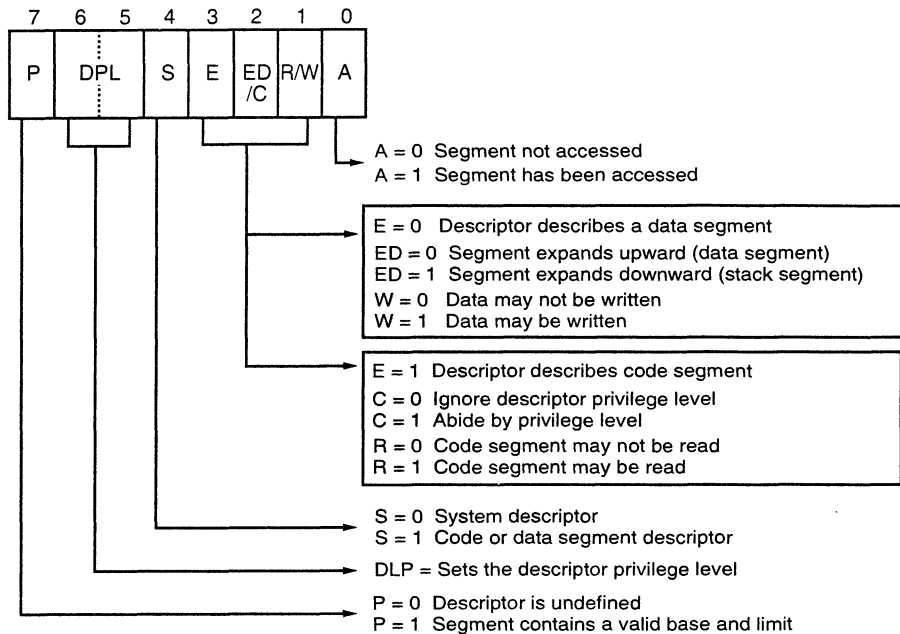 7 6 5 4 3 2 1 0
P DPL S E ED/C R/W A
A = 0 Segment not accessed
A = 1 Segment has been accessed
E = 0 Descriptor describes a data segment
ED = 0 Segment expands upward (data segment)
ED = 1 Segment expands downward (stack segment)
W = 0 Data may not be written
W = 1 Data may be written
E = 1 Descriptor describes code segment
C = 0 Ignore descriptor privilege level
C = 1 Abide by privilege level
R = 0 Code segment may not be read
R = 1 Code segment may be read
S = 0 System descriptor
S = 1 Code or data segment descriptor
DLP = Sets the descriptor privilege level
P = 0 Descriptor is undefined
P = 1 Segment contains a valid base and limit